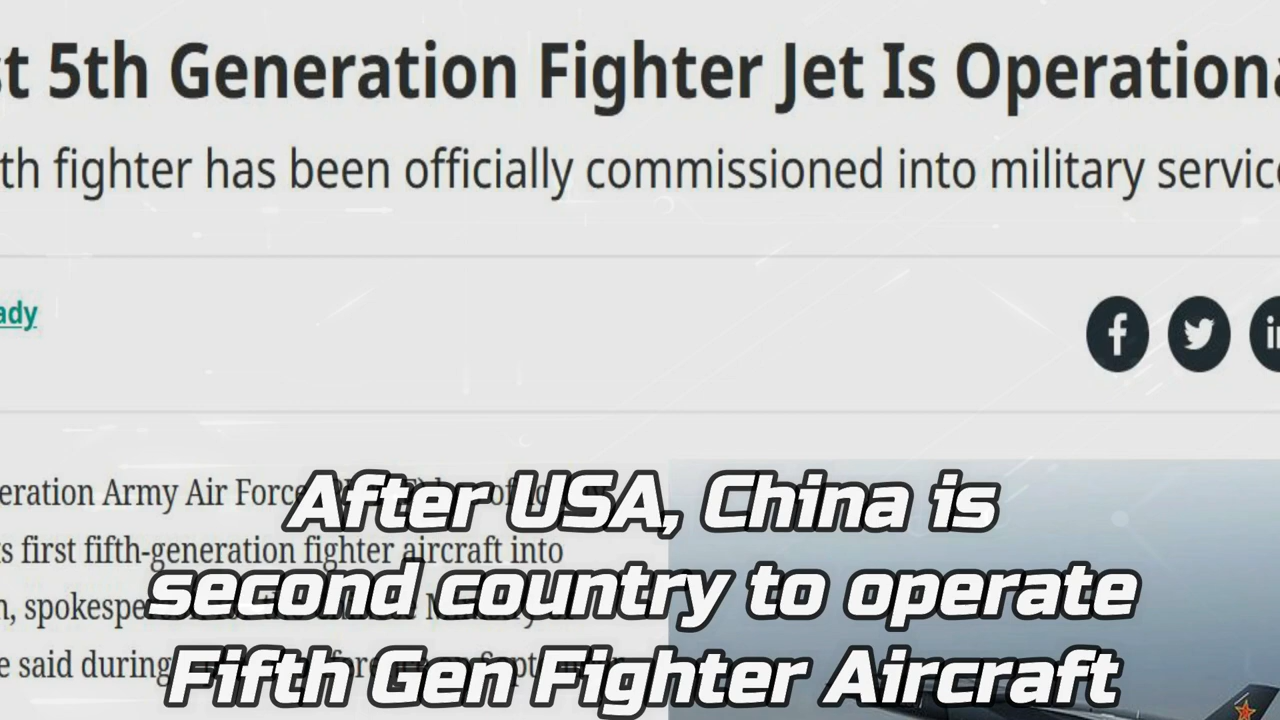 st 5th Generation Fighter Jet Is Operationa
th fighter has been officially commissioned into military servic
ady
f
in
eration Army Air Force
s first fifth-generation fighter aircraft into
After USA, China is
second country to operate
Fifth Gen Fighter Aircraft
e said during